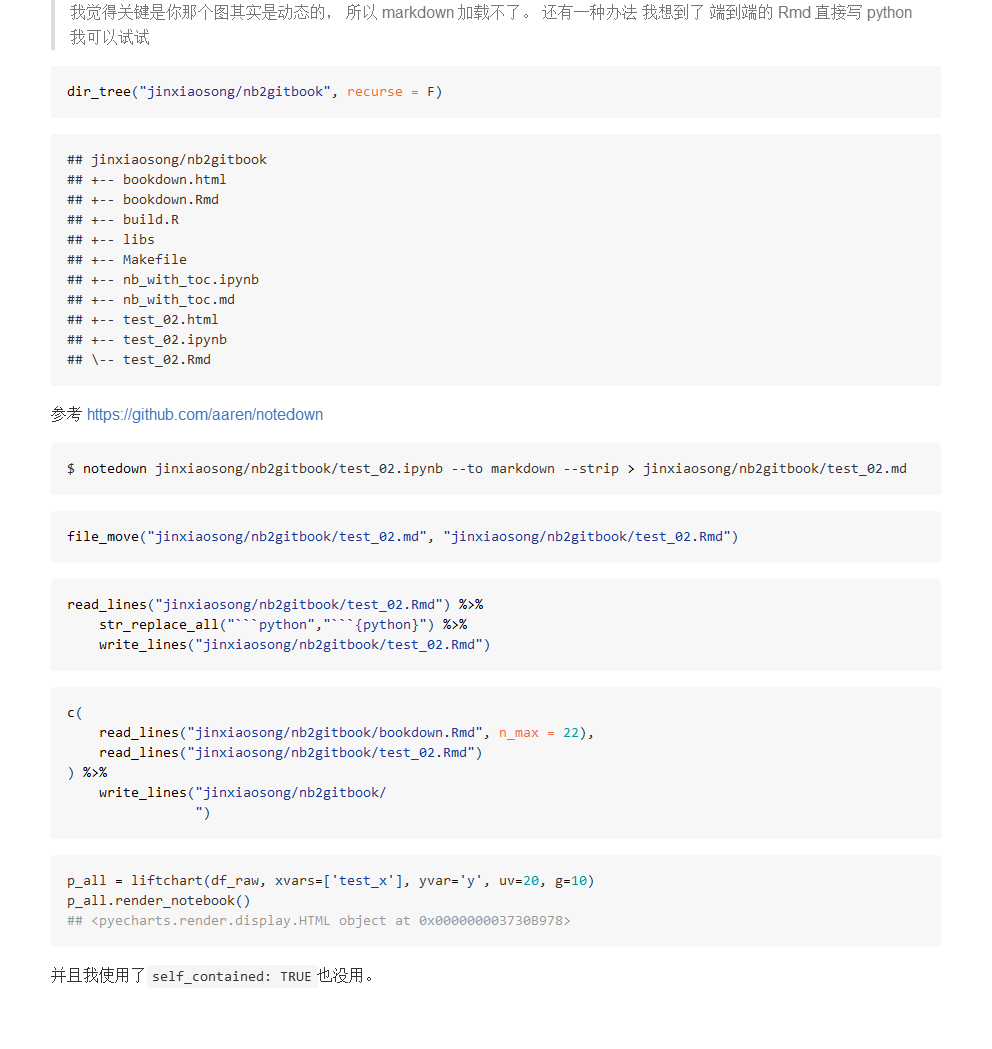 我觉得关键是你那个图其实是动态的， 所以 markdown 加载不了。 还有一种办法 我想到了 端到端的 Rmd 直接写 python
我可以试试
dir_tree("jinxiaosong/nb2gitbook", recurse = F)
## jinxiaosong/nb2gitbook
## +-- bookdown.html
## +-- bookdown.Rmd
## +-- build.R
## +-- libs
## +-- Makefile
## +-- nb_with_toc.ipynb
## +-- nb_with_toc.md
## +-- test_02.html
## +-- test_02.ipynb
## \-- test_02.Rmd
参考 https://github.com/aaren/notedown
$ notedown jinxiaosong/nb2gitbook/test_02.ipynb --to markdown --strip > jinxiaosong/nb2gitbook/test_02.md
file_move("jinxiaosong/nb2gitbook/test_02.md", "jinxiaosong/nb2gitbook/test_02.Rmd")
read_lines("jinxiaosong/nb2gitbook/test_02.Rmd") %>%
    str_replace_all("```python","```{python}") %>%
    write_lines("jinxiaosong/nb2gitbook/test_02.Rmd")
c(
    read_lines("jinxiaosong/nb2gitbook/bookdown.Rmd", n_max = 22),
    read_lines("jinxiaosong/nb2gitbook/test_02.Rmd")
) %>%
    write_lines("jinxiaosong/nb2gitbook/
                ")
p_all = liftchart(df_raw, xvars=['test_x'], yvar='y', uv=20, g=10)
p_all.render_notebook()
## <pyecharts.render.display.HTML object at 0x000000003730B978>
并且我使用了 self_contained: TRUE 也没用。